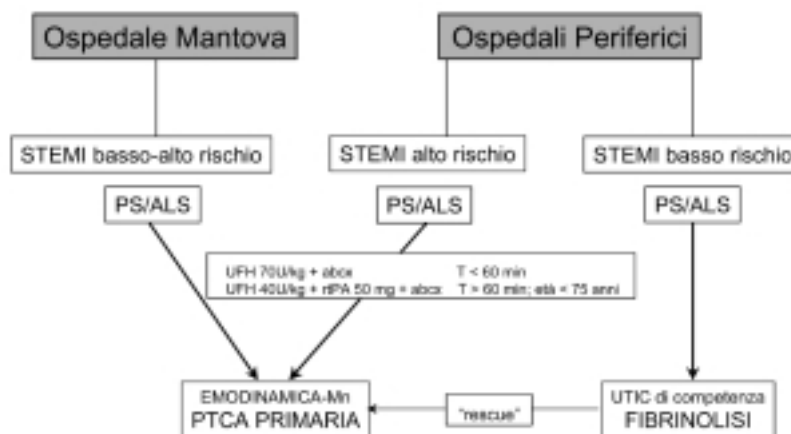 Ospedale Mantova
Ospedali Periferici
STEMI basso-alto rischio
STEMI alto rischio
STEMI basso rischio
PS/ALS
PS/ALS
PS/ALS
UFH 70U/kg + abcx T < 60 min
UFH 40U/kg + rtPA 50 mg + abcx T > 60 min; età < 75 anni
EMODINAMICA-Mn
PTCA PRIMARIA
"rescue"
UTIC di competenza
FIBRINOLISI